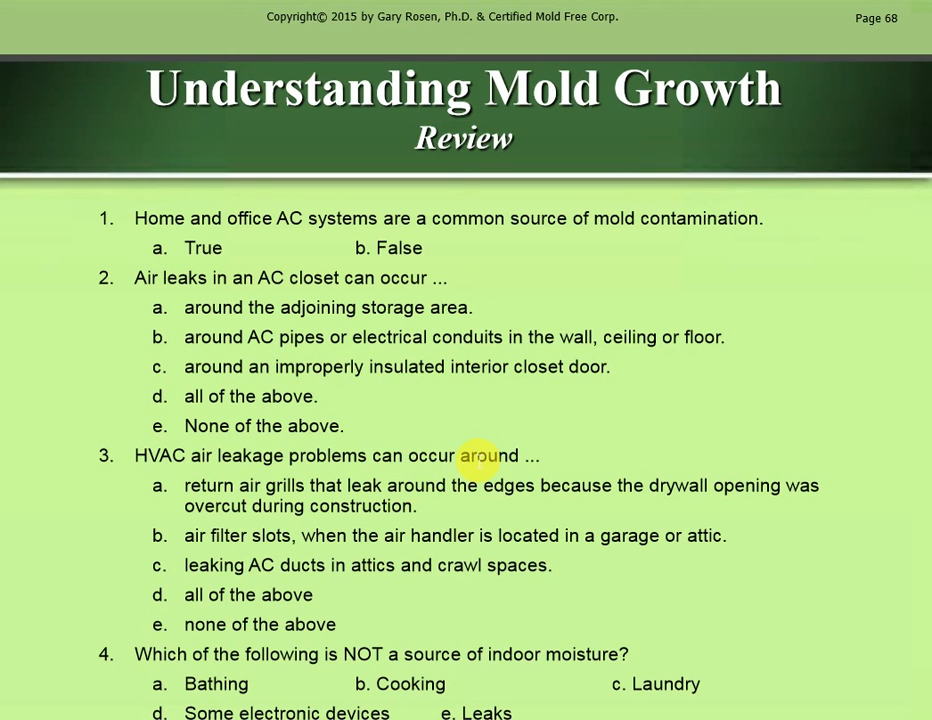 Copyright© 2015 by Gary Rosen, Ph.D. & Certified Mold Free Corp.
Page 68
Understanding Mold Growth
Review
1. Home and office AC systems are a common source of mold contamination.
a. True b. False
2. Air leaks in an AC closet can occur ...
a. around the adjoining storage area.
b. around AC pipes or electrical conduits in the wall, ceiling or floor.
c. around an improperly insulated interior closet door.
d. all of the above.
e. None of the above.
3. HVAC air leakage problems can occur around ...
a. return air grills that leak around the edges because the drywall opening was
overcut during construction.
b. air filter slots, when the air handler is located in a garage or attic.
c. leaking AC ducts in attics and crawl spaces.
d. all of the above
e. none of the above
4. Which of the following is NOT a source of indoor moisture?
a. Bathing b. Cooking c. Laundry
d. Some electronic devices e. Leaks